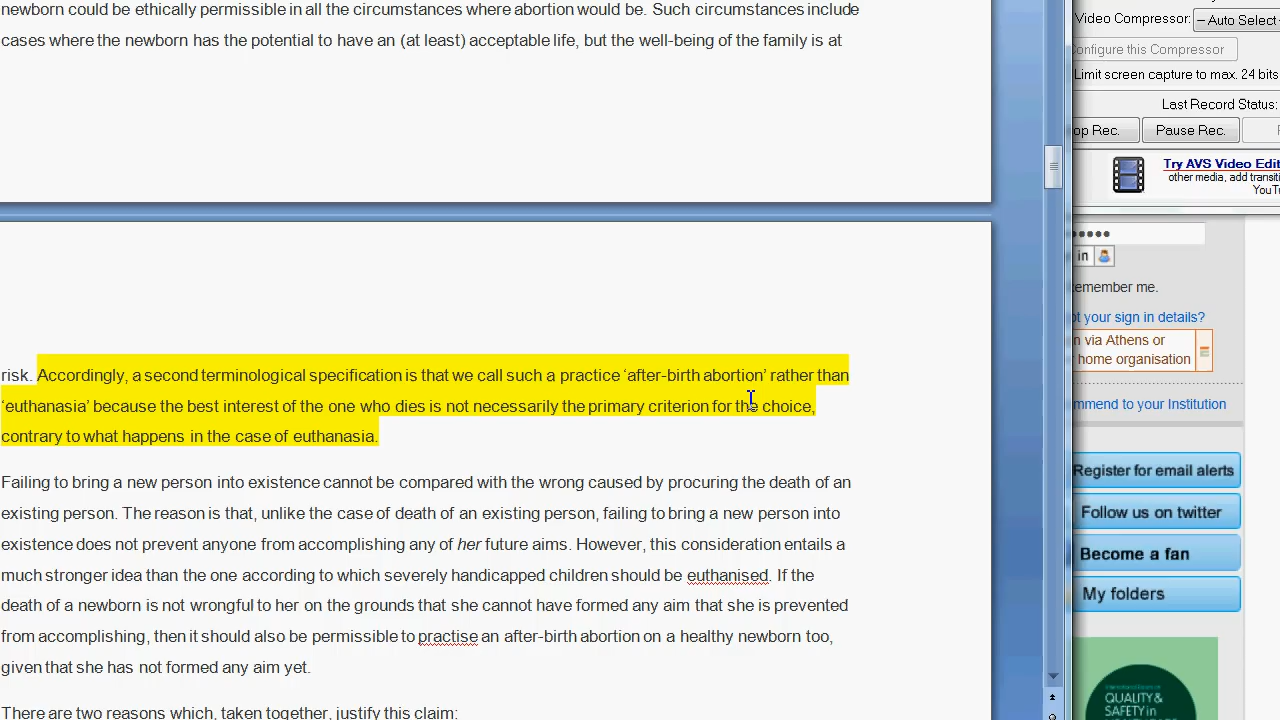 newborn could be ethically permissible in all the circumstances where abortion would be. Such circumstances include
cases where the newborn has the potential to have an (at least) acceptable life, but the well-being of the family is at
risk. Accordingly, a second terminological specification is that we call such a practice ‘after-birth abortion’ rather than
‘euthanasia’ because the best interest of the one who dies is not necessarily the primary criterion for the choice,
contrary to what happens in the case of euthanasia.
Failing to bring a new person into existence cannot be compared with the wrong caused by procuring the death of an
existing person. The reason is that, unlike the case of death of an existing person, failing to bring a new person into
existence does not prevent anyone from accomplishing any of her future aims. However, this consideration entails a
much stronger idea than the one according to which severely handicapped children should be euthanised. If the
death of a newborn is not wrongful to her on the grounds that she cannot have formed any aim that she is prevented
from accomplishing, then it should also be permissible to practise an after-birth abortion on a healthy newborn too,
given that she has not formed any aim yet.
There are two reasons which, taken together, justify this claim:
Video Compressor: – Auto Select
onfigure this Compressor
Limit screen capture to max. 24 bits
Last Record Status:
op Rec. Pause Rec.
Try AVS Video Edit
other media, add transiti
YouT
in
emember me.
ot your sign in details?
n via Athens or
home organisation
mmend to your Institution
Register for email alerts
Follow us on twitter
Become a fan
My folders
QUALITY &
SAFETY in